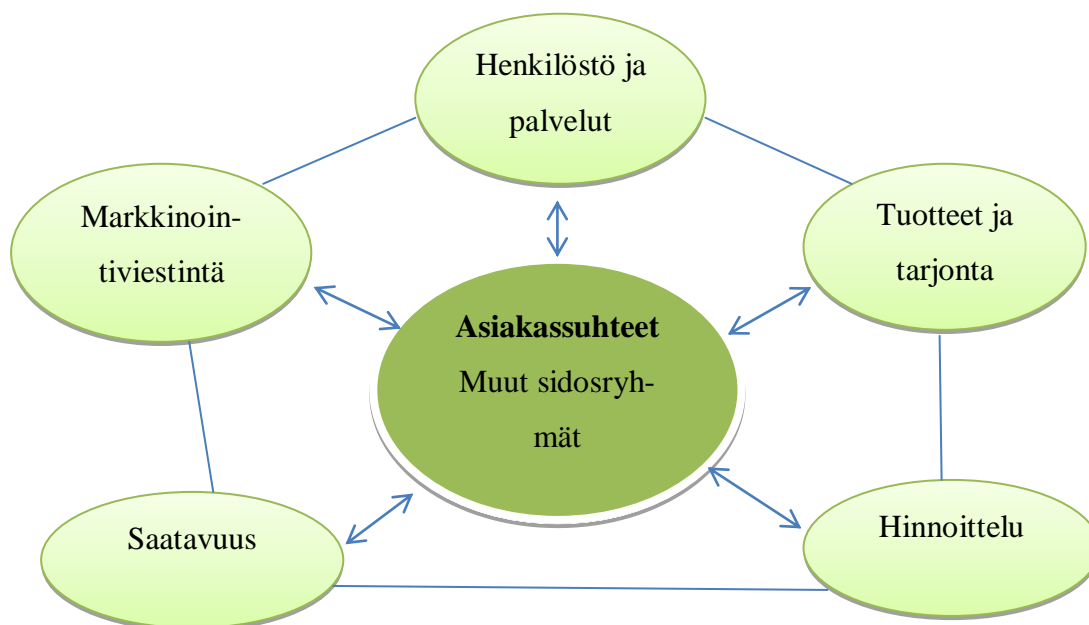 Henkilöstö ja
palvelut
Markkinoin-
tiviestintä
Tuotteet ja
tarjonta
Asiakassuhteet
Muut sidosryh-
mät
Saatavuus
Hinnoittelu